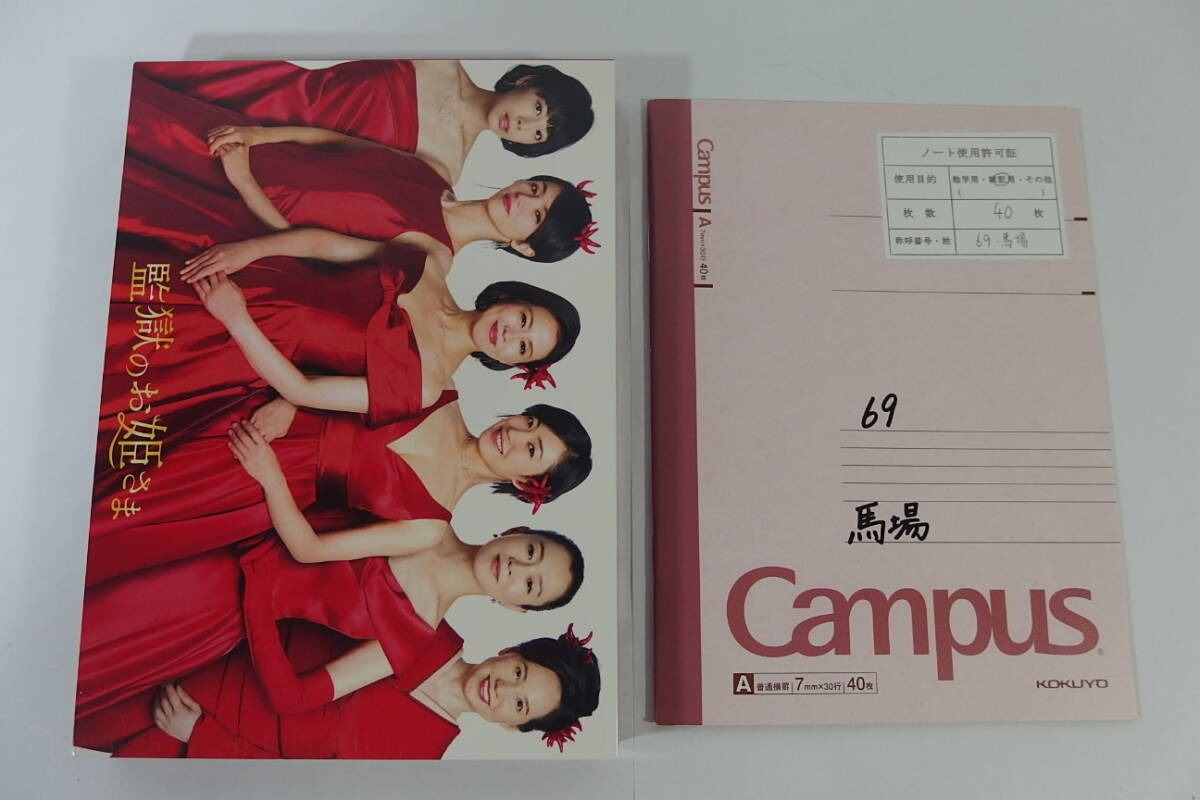 監獄のお姫さま
Campus A 7mm×30行 40枚
ノート使用許可証
使用目的 勉学用・雑記用・その他
( )
枚数 40 枚
称呼番号・姓 69・馬場
69
馬場
Campus
A 普通横罫 7mm×30行 40枚
KOKUYO